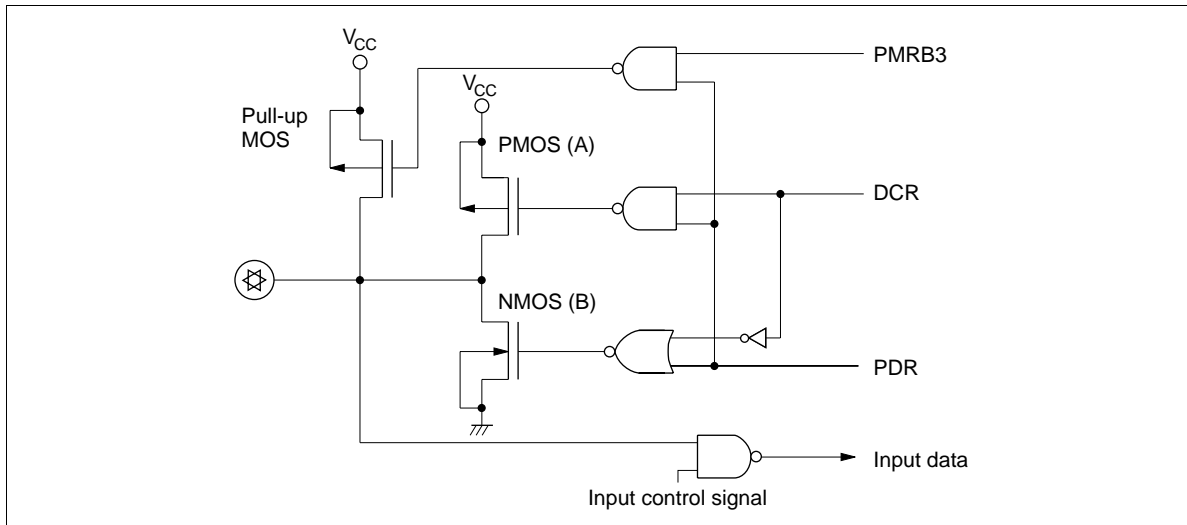 VCC
PMRB3
VCC
Pull-up
MOS
PMOS (A)
DCR
NMOS (B)
PDR
Input data
Input control signal